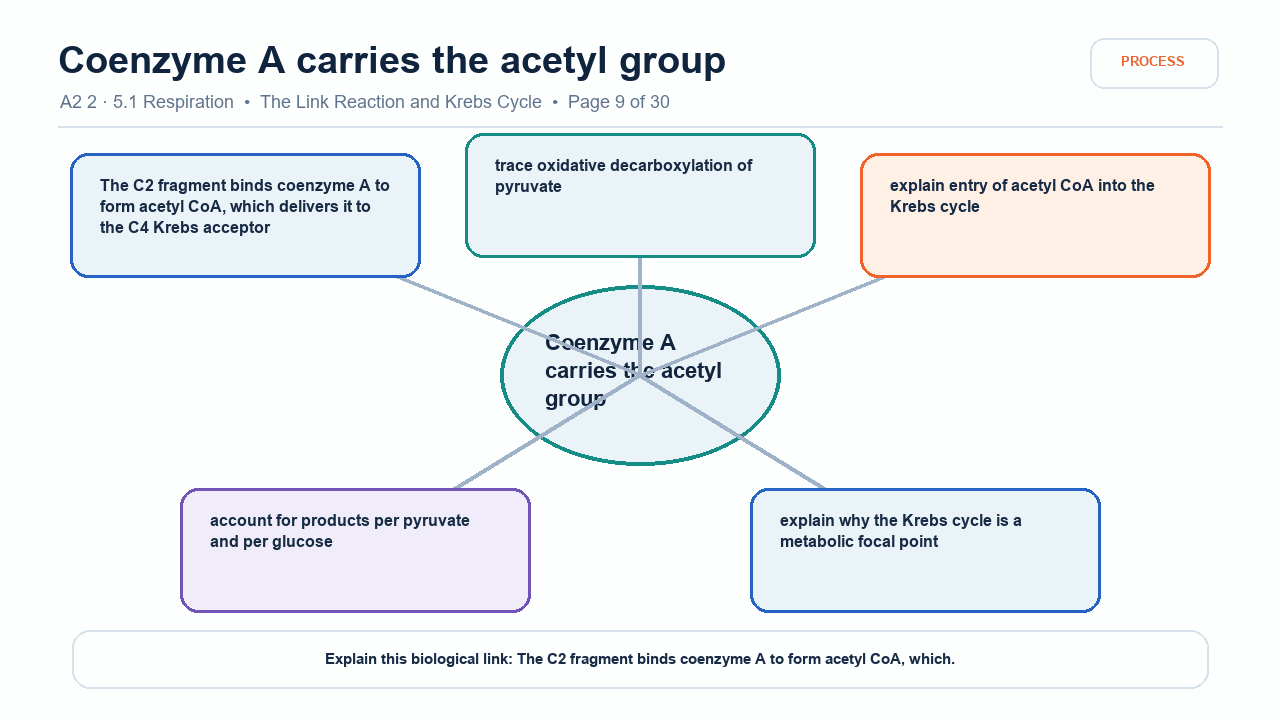 Coenzyme A carries the acetyl group
PROCESS
A2 2 · 5.1 Respiration • The Link Reaction and Krebs Cycle • Page 9 of 30
The C2 fragment binds coenzyme A to
form acetyl CoA, which delivers it to
the C4 Krebs acceptor
trace oxidative decarboxylation of
pyruvate
explain entry of acetyl CoA into the
Krebs cycle
Coenzyme A
carries the acetyl
group
account for products per pyruvate
and per glucose
explain why the Krebs cycle is a
metabolic focal point
Explain this biological link: The C2 fragment binds coenzyme A to form acetyl CoA, which.